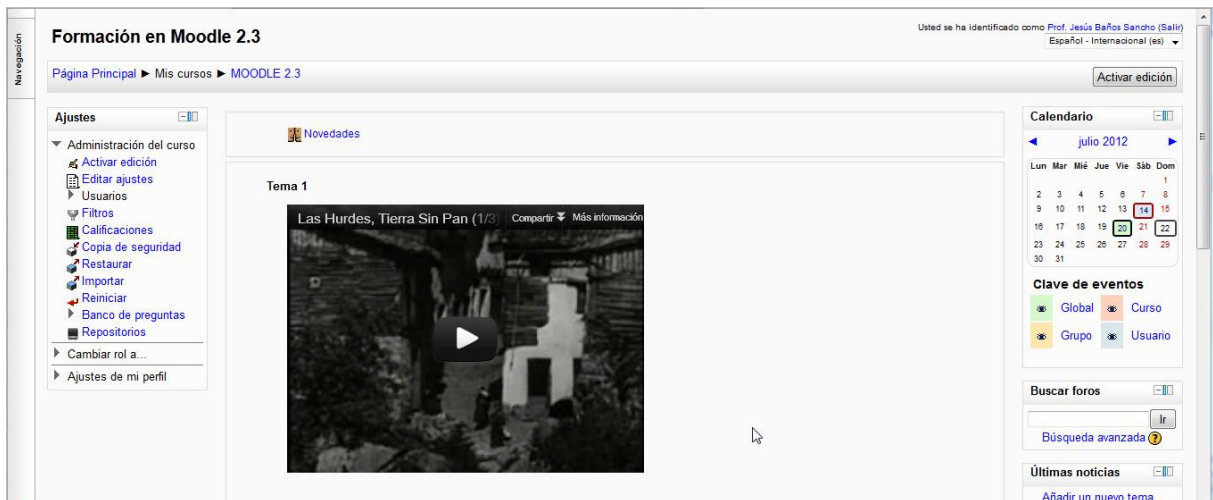 Navegación
Formación en Moodle 2.3
Usted se ha identificado como Prof. Jesús Baños Sancho (Salir)
Español - Internacional (es)
Página Principal ► Mis cursos ► MOODLE 2.3
Activar edición
Ajustes
Administración del curso
Activar edición
Editar ajustes
Usuarios
Filtros
Calificaciones
Copia de seguridad
Restaurar
Importar
Reiniciar
Banco de preguntas
Repositorios
Cambiar rol a...
Ajustes de mi perfil
Novedades
Tema 1
Las Hurdes, Tierra Sin Pan (1/3)
Compartir
Más información
Calendario
julio 2012
Lun Mar Mié Jue Vie Sáb Dom
1
2 3 4 5 6 7 8
9 10 11 12 13 14 15
16 17 18 19 20 21 22
23 24 25 26 27 28 29
30 31
Clave de eventos
Global Curso
Grupo Usuario
Buscar foros
Ir
Búsqueda avanzada ?
Últimas noticias
Añadir un nuevo tema